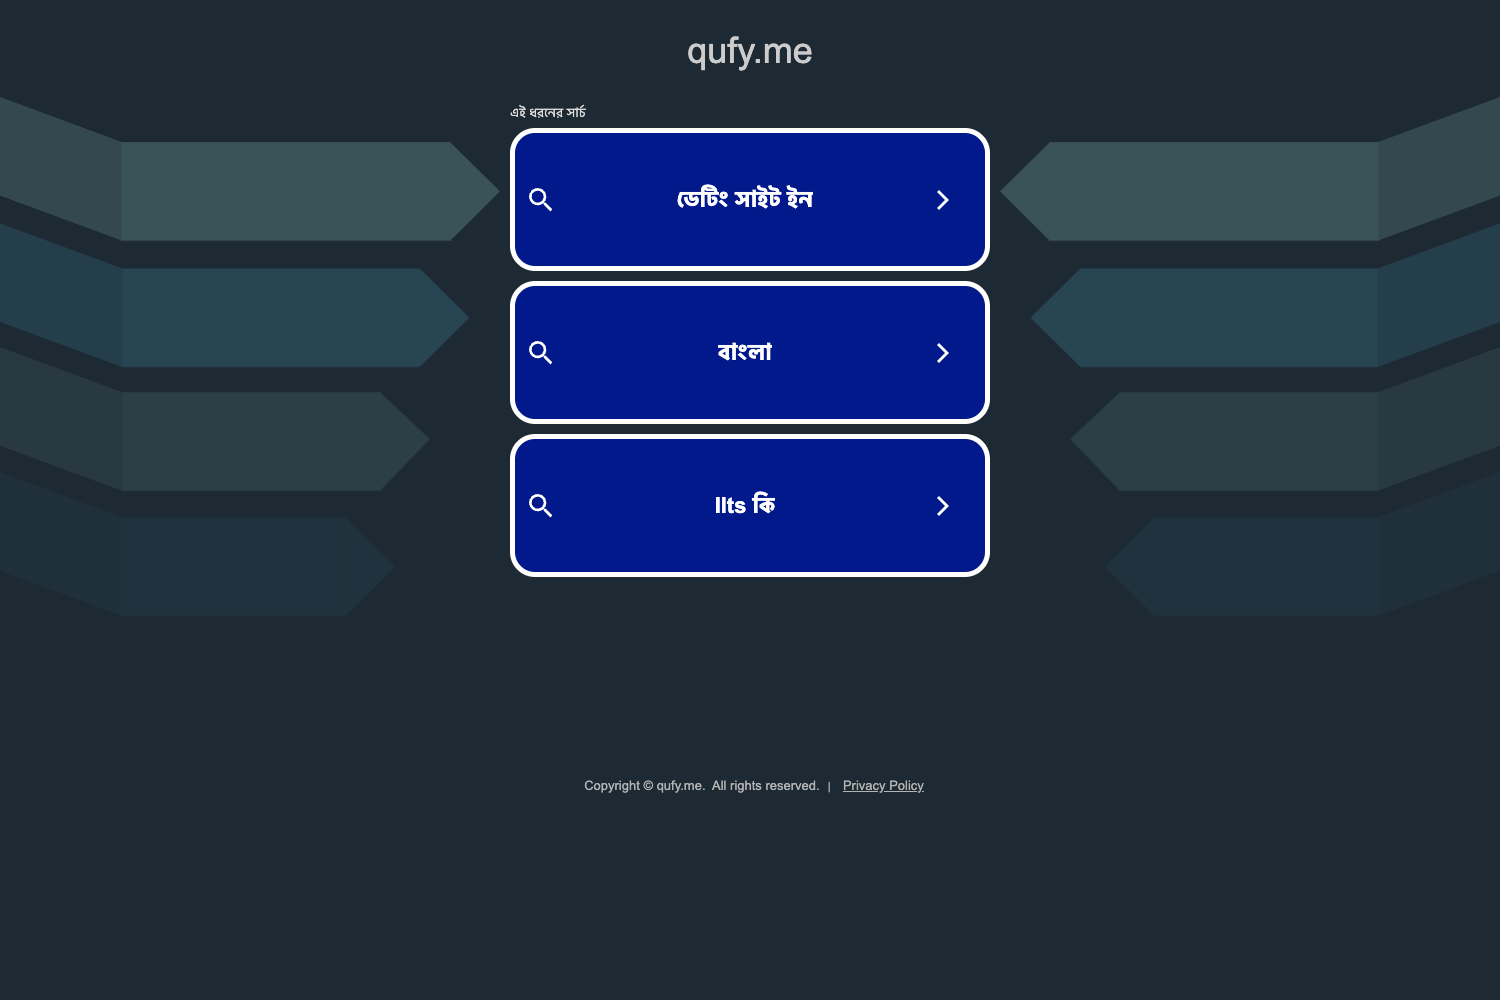 qufy.me
এই ধরনের সার্চ
ডেটিং সাইট ইন
বাংলা
Ilts কি
Copyright © qufy.me. All rights reserved. | Privacy Policy